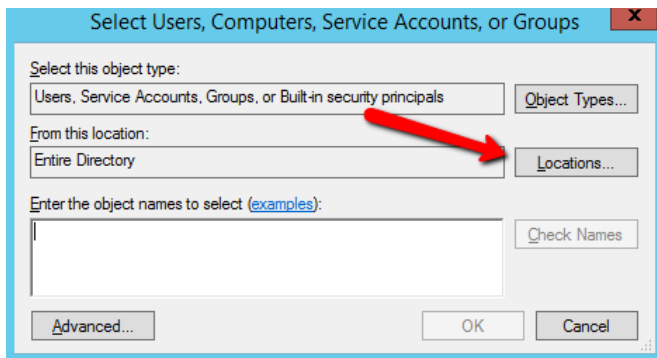 Select Users, Computers, Service Accounts, or Groups
x
Select this object type:
Users, Service Accounts, Groups, or Built-in security principals
Object Types...
From this location:
Entire Directory
Locations...
Enter the object names to select (examples):
Check Names
Advanced...
OK
Cancel